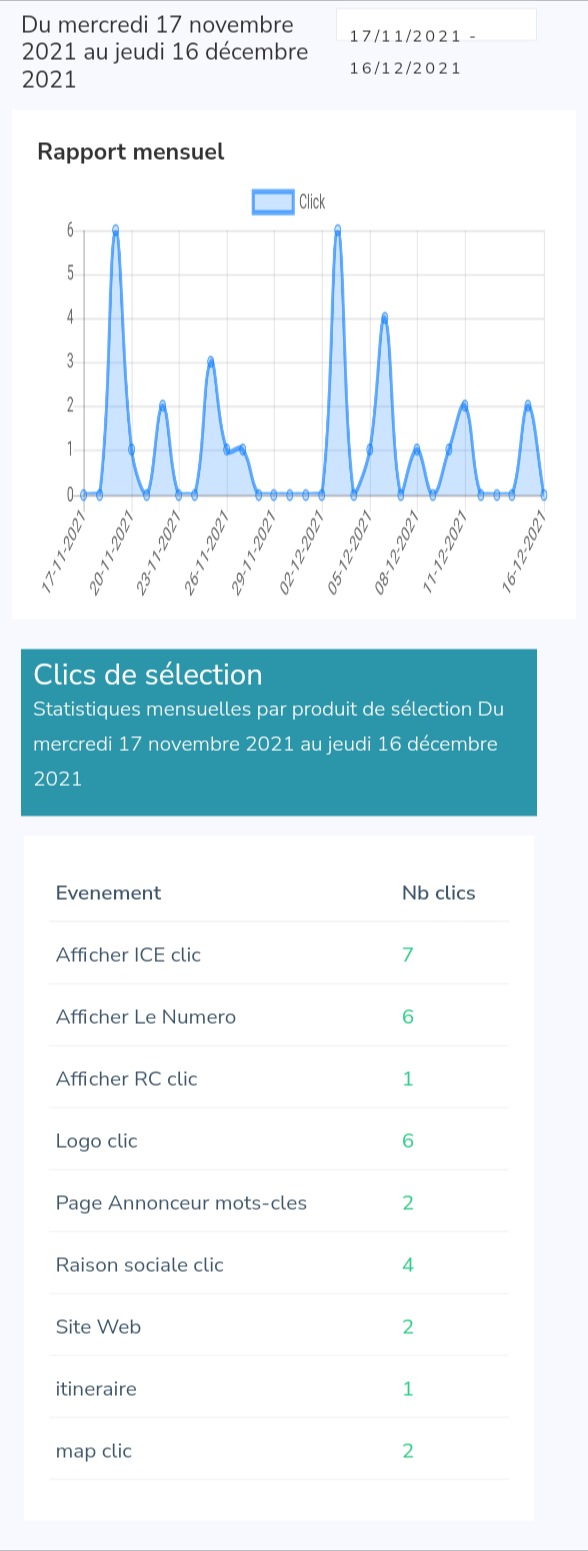 Du mercredi 17 novembre
2021 au jeudi 16 décembre
2021
17/11/2021 -
16/12/2021
Rapport mensuel
Click
6
5
4
3
2
1
0
17-11-2021
20-11-2021
23-11-2021
26-11-2021
29-11-2021
02-12-2021
05-12-2021
08-12-2021
11-12-2021
16-12-2021
Clics de sélection
Statistiques mensuelles par produit de sélection Du
mercredi 17 novembre 2021 au jeudi 16 décembre
2021
Evenement Nb clics
Afficher ICE clic 7
Afficher Le Numero 6
Afficher RC clic 1
Logo clic 6
Page Annonceur mots-cles 2
Raison sociale clic 4
Site Web 2
itineraire 1
map clic 2